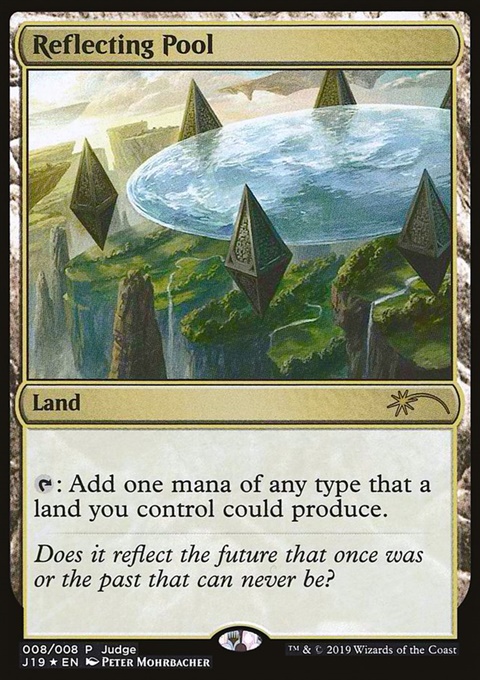 Reflecting Pool
Land
: Add one mana of any type that a
land you control could produce.
Does it reflect the future that once was
or the past that can never be?
008/008 P Judge
J19 ★ EN Peter Mohrbacher
™ & © 2019 Wizards of the Coast